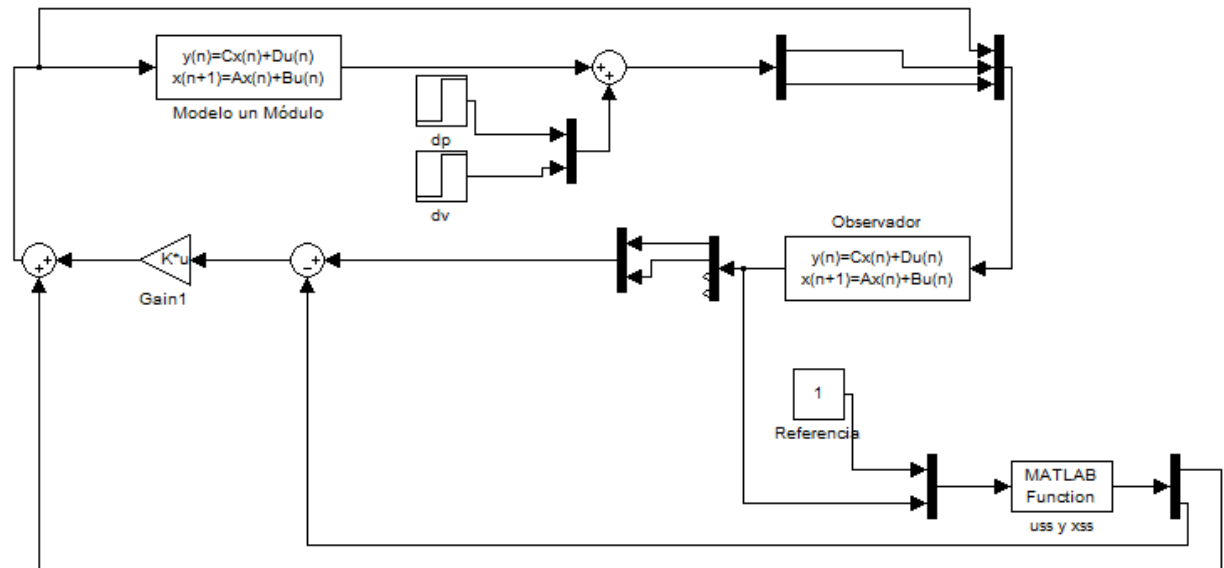 y(n)=Cx(n)+Du(n)
x(n+1)=Ax(n)+Bu(n)
Modelo un Módulo
+
+
dp
dv
Observador
y(n)=Cx(n)+Du(n)
x(n+1)=Ax(n)+Bu(n)
+
+
K*u
Gain1
−
+
1
Referencia
MATLAB
Function
uss y xss